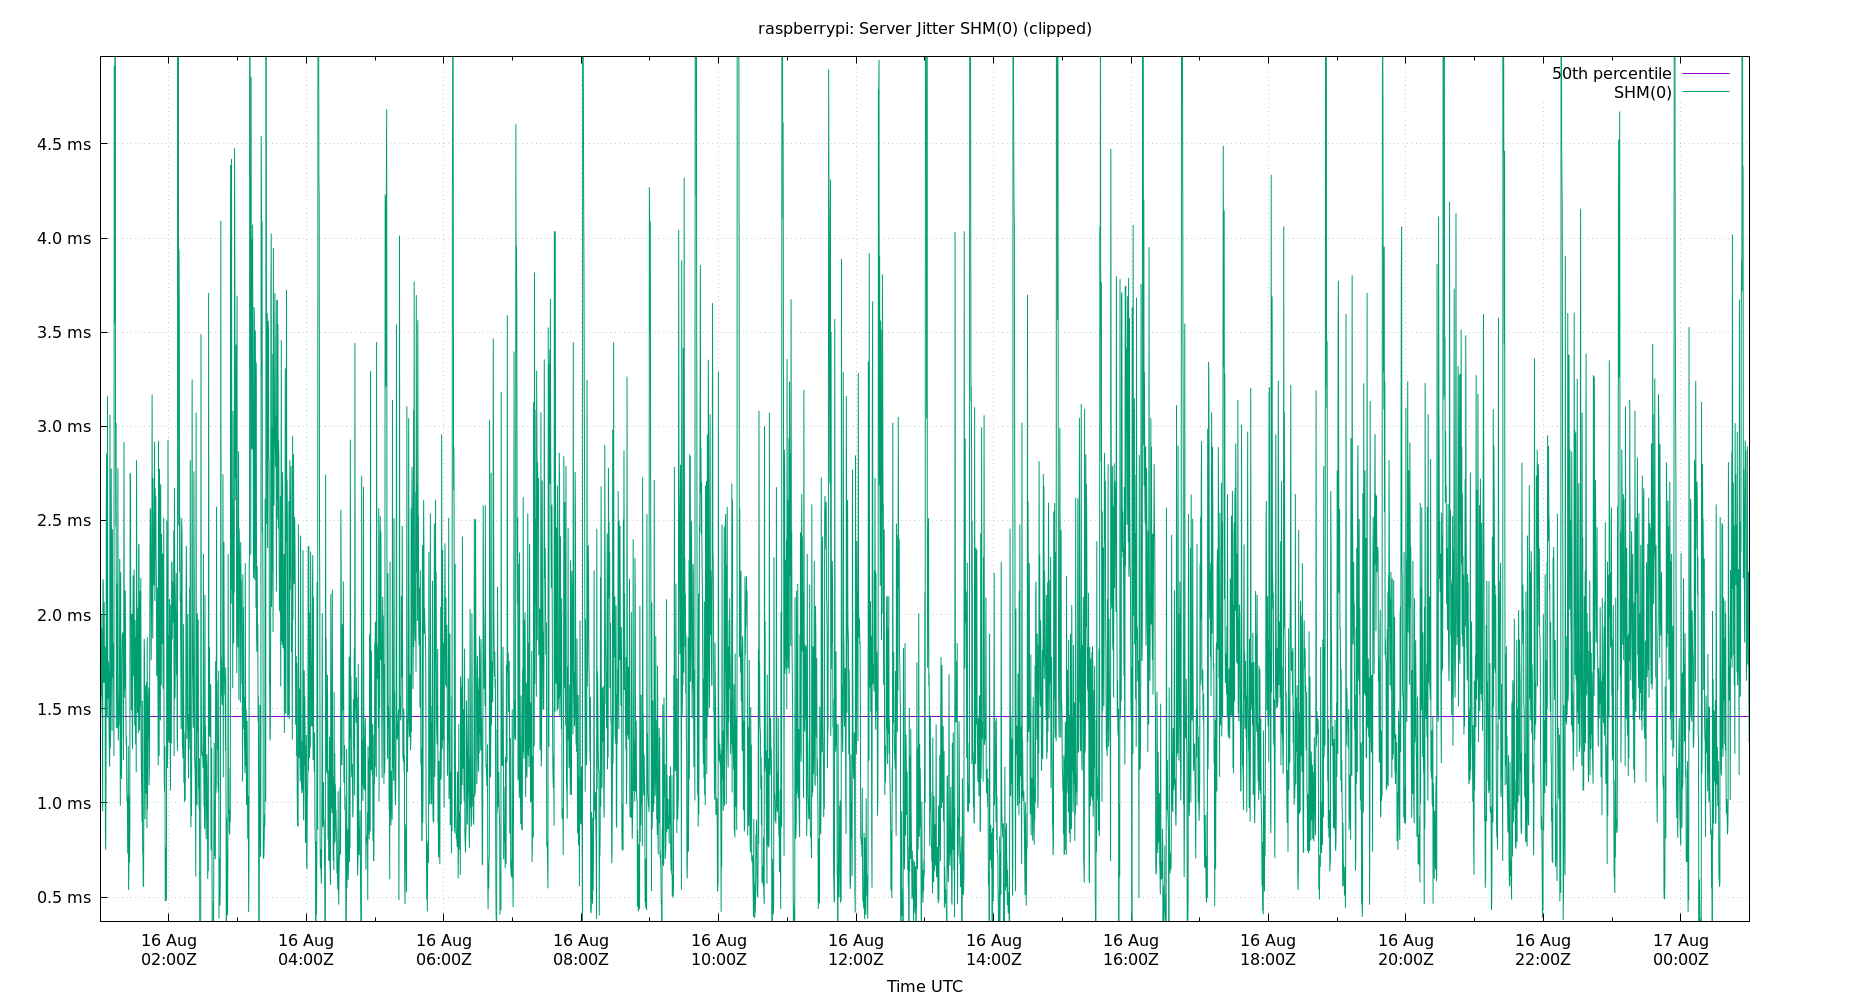 raspberrypi: Server Jitter SHM(0) (clipped)
50th percentile
SHM(0)
4.5 ms
4.0 ms
3.5 ms
3.0 ms
2.5 ms
2.0 ms
1.5 ms
1.0 ms
0.5 ms
16 Aug 16 Aug 16 Aug 16 Aug 16 Aug 16 Aug 16 Aug 16 Aug 16 Aug 16 Aug 16 Aug 17 Aug
02:00Z 04:00Z 06:00Z 08:00Z 10:00Z 12:00Z 14:00Z 16:00Z 18:00Z 20:00Z 22:00Z 00:00Z
Time UTC